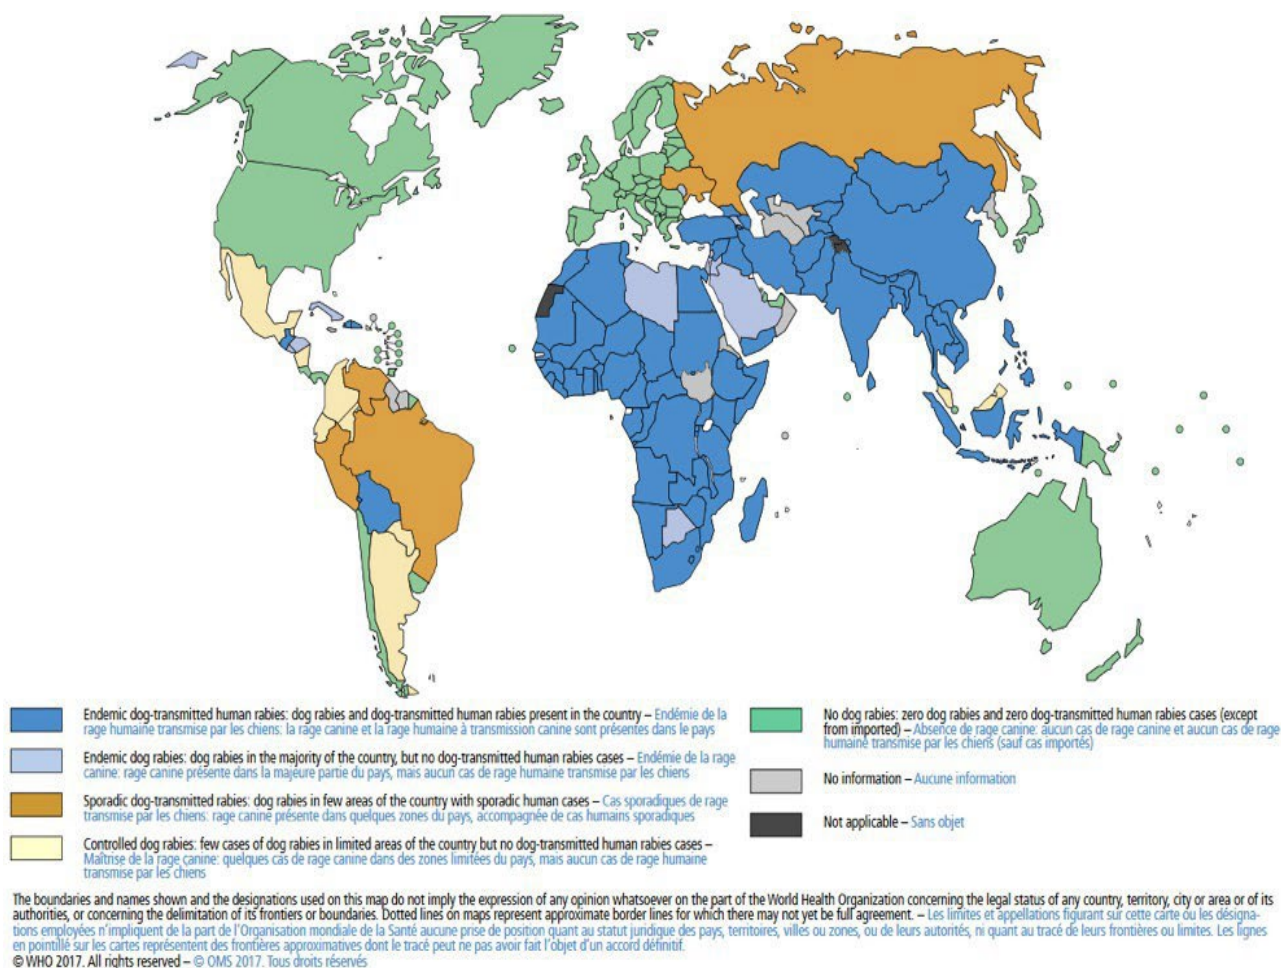 Endemic dog-transmitted human rabies: dog rabies and dog-transmitted human rabies present in the country – Endémie de la
rage humaine transmise par les chiens: la rage canine et la rage humaine à transmission canine sont présentes dans le pays
Endemic dog rabies: dog rabies in the majority of the country, but no dog-transmitted human rabies cases – Endémie de la rage
canine: rage canine présente dans la majeure partie du pays, mais aucun cas de rage humaine transmise par les chiens
Sporadic dog-transmitted rabies: dog rabies in few areas of the country with sporadic human cases – Cas sporadiques de rage
transmise par les chiens: rage canine présente dans quelques zones du pays, accompagnée de cas humains sporadiques
Controlled dog rabies: few cases of dog rabies in limited areas of the country but no dog-transmitted human rabies cases –
Maîtrise de la rage canine: quelques cas de rage canine dans des zones limitées du pays, mais aucun cas de rage humaine
transmise par les chiens
No dog rabies: zero dog rabies and zero dog-transmitted human rabies cases (except
from imported) – Absence de rage canine: aucun cas de rage canine et aucun cas de rage
humaine transmise par les chiens (sauf cas importés)
No information – Aucune information
Not applicable – Sans objet
The boundaries and names shown and the designations used on this map do not imply the expression of any opinion whatsoever on the part of the World Health Organization concerning the legal status of any country, territory, city or area or of its
authorities, or concerning the delimitation of its frontiers or boundaries. Dotted lines on maps represent approximate border lines for which there may not yet be full agreement. – Les limites et appellations figurant sur cette carte ou les désigna-
tions employées n'impliquent de la part de l'Organisation mondiale de la Santé aucune prise de position quant au statut juridique des pays, territoires, villes ou zones, ou de leurs autorités, ni quant au tracé de leurs frontières ou limites. Les lignes
en pointillé sur les cartes représentent des frontières approximatives dont le tracé peut ne pas avoir fait l'objet d'un accord définitif.
© WHO 2017. All rights reserved – © OMS 2017. Tous droits réservés